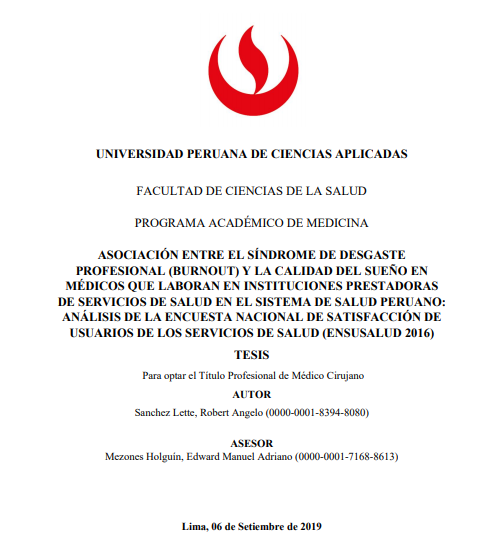 UNIVERSIDAD PERUANA DE CIENCIAS APLICADAS
FACULTAD DE CIENCIAS DE LA SALUD
PROGRAMA ACADÉMICO DE MEDICINA
ASOCIACIÓN ENTRE EL SÍNDROME DE DESGASTE
PROFESIONAL (BURNOUT) Y LA CALIDAD DEL SUEÑO EN
MÉDICOS QUE LABORAN EN INSTITUCIONES PRESTADORAS
DE SERVICIOS DE SALUD EN EL SISTEMA DE SALUD PERUANO:
ANÁLISIS DE LA ENCUESTA NACIONAL DE SATISFACCIÓN DE
USUARIOS DE LOS SERVICIOS DE SALUD (ENSUSALUD 2016)
TESIS
Para optar el Título Profesional de Médico Cirujano
AUTOR
Sanchez Lette, Robert Angelo (0000-0001-8394-8080)
ASESOR
Mezones Holguín, Edward Manuel Adriano (0000-0001-7168-8613)
Lima, 06 de Setiembre de 2019